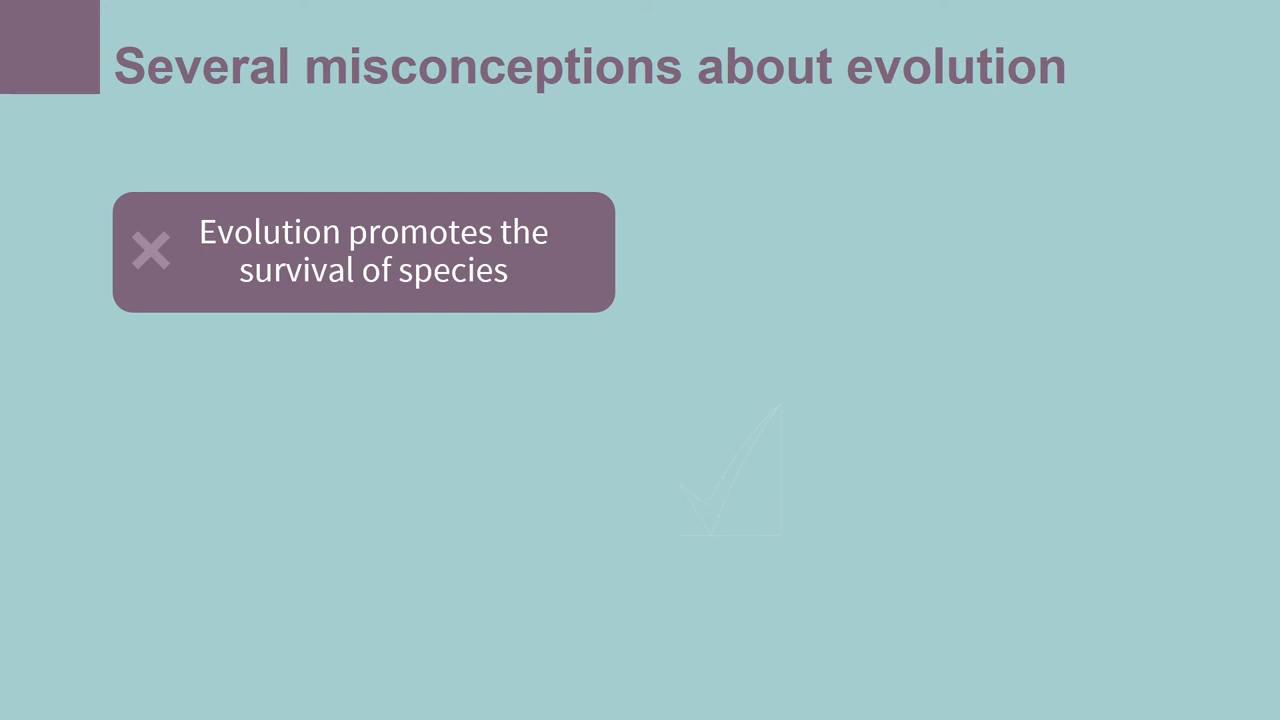 Several misconceptions about evolution
Evolution promotes the
survival of species